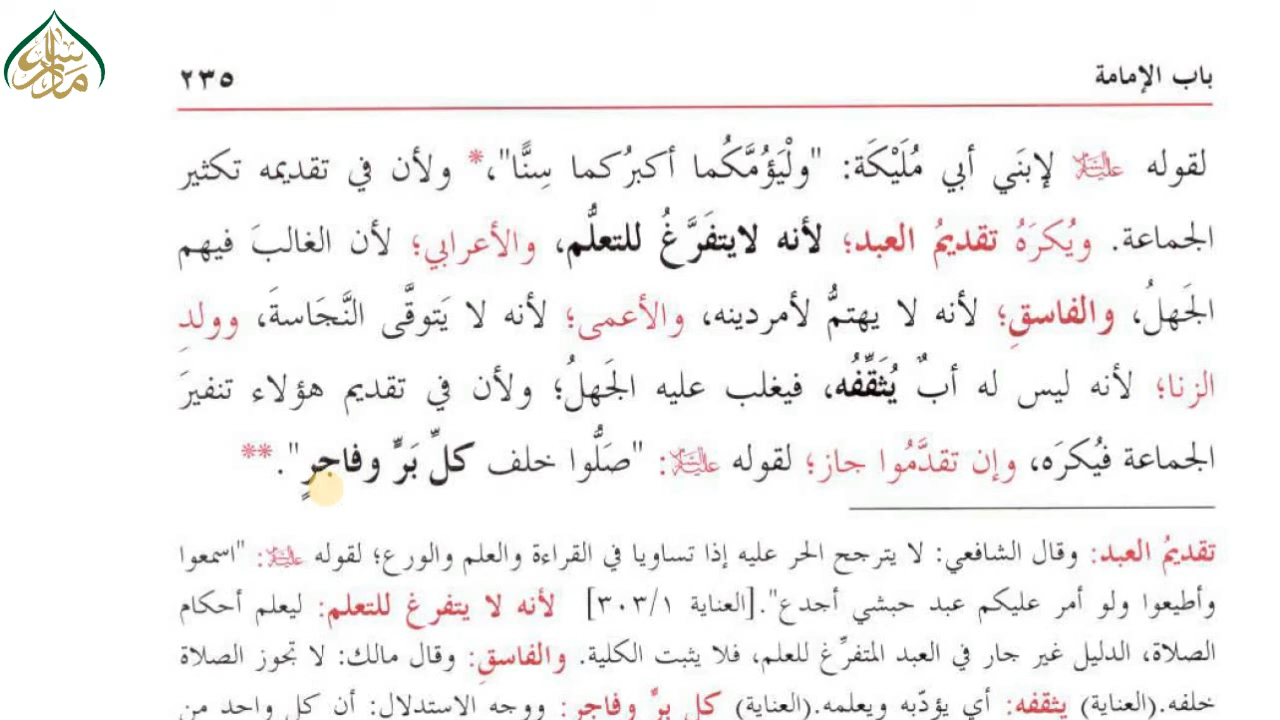 باب الإمامة ٢٣٥
لقوله عليه السلام لإبنَي أبي مُلَيْكَة: "ولْيَؤُمَّكُما أكبرُكما سِنًّا"،* ولأن في تقديمه تكثير
الجماعة. ويُكرَهُ تقديمُ العبد؛ لأنه لايتفَرَّغُ للتعلُّم، والأعرابي؛ لأن الغالبَ فيهم
الجَهلُ، والفاسقِ؛ لأنه لا يهتمُّ لأمردينه، والأعمى؛ لأنه لا يَتوقَّى النَّجَاسةَ، وولدِ
الزنا؛ لأنه ليس له أبٌ يُثَقِّفُه، فيغلب عليه الجَهلُ؛ ولأن في تقديم هؤلاء تنفيرَ
الجماعة فيُكرَه، وإن تقدَّمُوا جاز؛ لقوله عليه السلام: "صَلُّوا خلف كلِّ بَرٍّ وفاجرٍ".**
تقديمُ العبد: وقال الشافعي: لا يترجح الحر عليه إذا تساويا في القراءة والعلم والورع؛ لقوله عليه السلام: "اسمعوا
وأطيعوا ولو أمر عليكم عبد حبشي أجدع".[العناية ٣٠٣/١] لأنه لا يتفرغ للتعلم: ليعلم أحكام
الصلاة، الدليل غير جار في العبد المتفرِّغ للعلم، فلا يثبت الكلية. والفاسقِ: وقال مالك: لا تجوز الصلاة
خلفه.(العناية) يثقفه: أي يؤدّبه ويعلمه.(العناية) كل برٍّ وفاجر: ووجه الاستدلال: أن كل واحد من